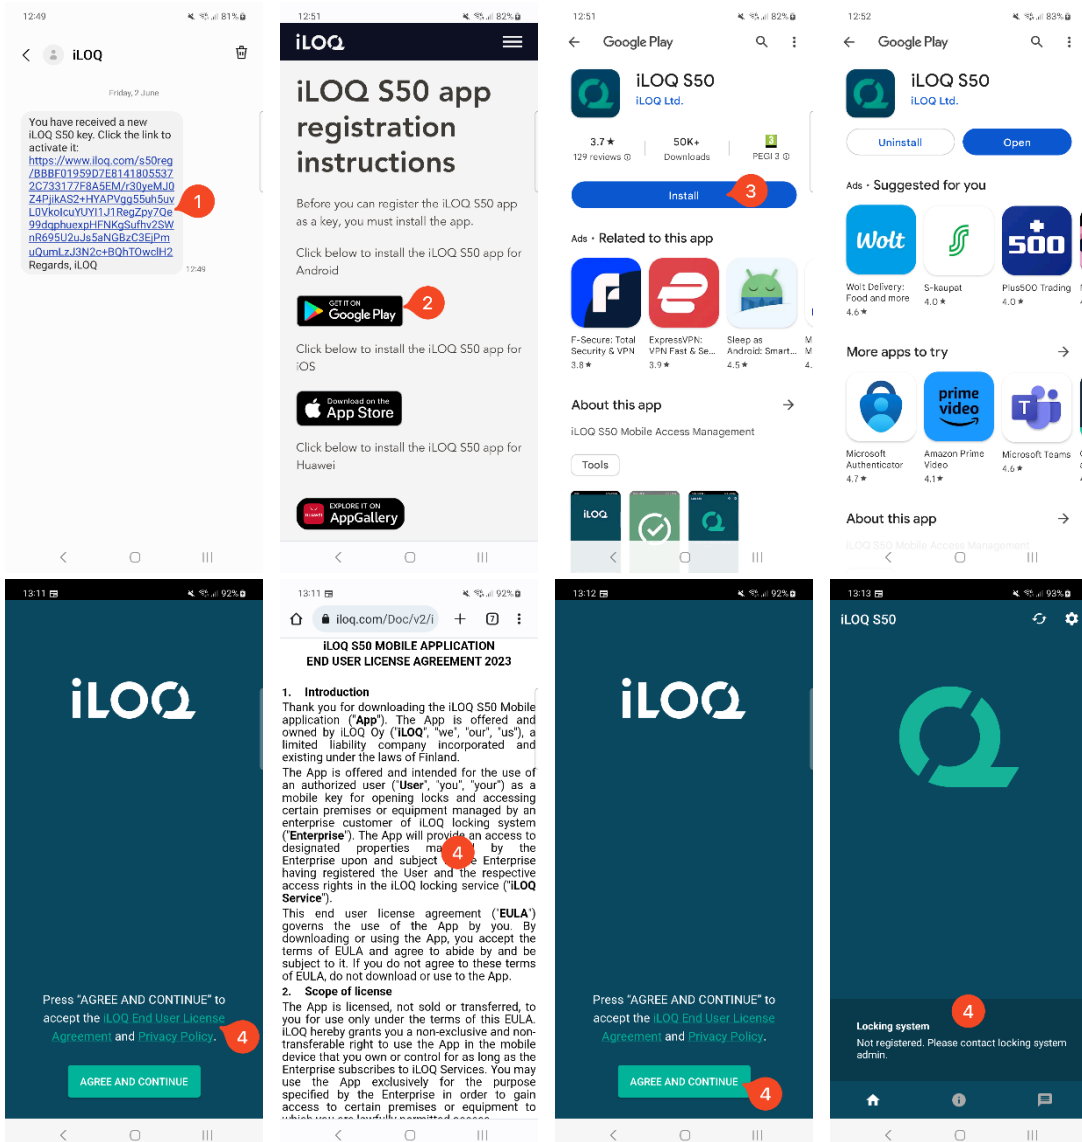 12:49
81%
iLOQ
Friday, 2 June
You have received a new
iLOQ S50 key. Click the link to
activate it:
https://www.iloq.com/s50reg
/BBBF01959D7E8141805537
2C733177F8A5EM/r30yeMJ0
Z4PjikAS2+HYAPVgg55uh5uv
L0VkoIcuYUYI1J1RegZpy7Qe
99dqphuexpHFNKgSufhv2SW
nR695U2uJs5aNGBzC3EjPm
uQumLzJ3N2c+BQhTOwclH2
Regards, iLOQ
12:49
1
12:51
82%
iLOQ
iLOQ S50 app
registration
instructions
Before you can register the iLOQ S50 app
as a key, you must install the app.
Click below to install the iLOQ S50 app for
Android
GET IT ON
Google Play
2
Click below to install the iLOQ S50 app for
iOS
Download on the
App Store
Click below to install the iLOQ S50 app for
Huawei
HUAWEI
EXPLORE IT ON
AppGallery
12:51
82%
Google Play
iLOQ S50
iLOQ Ltd.
3.7★
129 reviews
50K+
Downloads
3
PEGI 3
Install
3
Ads • Related to this app
F-Secure: Total
Security & VPN
3.8★
ExpressVPN:
VPN Fast & Se...
3.9★
Sleep as
Android: Smart...
4.5★
M
M
4.
About this app
iLOQ S50 Mobile Access Management
Tools
iLOQ
12:52
83%
Google Play
iLOQ S50
iLOQ Ltd.
Uninstall
Open
Ads • Suggested for you
Wolt
500
Wolt Delivery:
Food and more
4.6★
S-kaupat
4.0★
Plus500 Trading
4.0★
More apps to try
prime
video
T
Microsoft
Authenticator
4.7★
Amazon Prime
Video
4.1★
Microsoft Teams
4.6★
About this app
iLOQ S50 Mobile Access Management
13:11
92%
iLOQ
Press “AGREE AND CONTINUE” to
accept the iLOQ End User License
Agreement and Privacy Policy.
4
AGREE AND CONTINUE
13:11
92%
iloq.com/Doc/v2/i
7
iLOQ S50 MOBILE APPLICATION
END USER LICENSE AGREEMENT 2023
1. Introduction
Thank you for downloading the iLOQ S50 Mobile
application ("App"). The App is offered and
owned by iLOQ Oy ("iLOQ", "we", "our", "us"), a
limited liability company incorporated and
existing under the laws of Finland.
The App is offered and intended for the use of
an authorized user ("User", "you", "your") as a
mobile key for opening locks and accessing
certain premises or equipment managed by an
enterprise customer of iLOQ locking system
("Enterprise"). The App will provide an access to
designated properties by the
Enterprise upon and subject Enterprise
having registered the User and the respective
access rights in the iLOQ locking service ("iLOQ
Service").
4
This end user license agreement ("EULA")
governs the use of the App by you. By
downloading or using the App, you accept the
terms of EULA and agree to abide by and be
subject to it. If you do not agree to these terms
of EULA, do not download or use to the App.
2. Scope of license
The App is licensed, not sold or transferred, to
you for use only under the terms of this EULA.
iLOQ hereby grants you a non-exclusive and non-
transferable right to use the App in the mobile
device that you own or control for as long as the
Enterprise subscribes to iLOQ Services. You may
use the App exclusively for the purpose
specified by the Enterprise in order to gain
access to certain premises or equipment to
13:12
92%
iLOQ
Press “AGREE AND CONTINUE” to
accept the iLOQ End User License
Agreement and Privacy Policy.
AGREE AND CONTINUE
4
13:13
93%
iLOQ S50
4
Locking system
Not registered. Please contact locking system
admin.